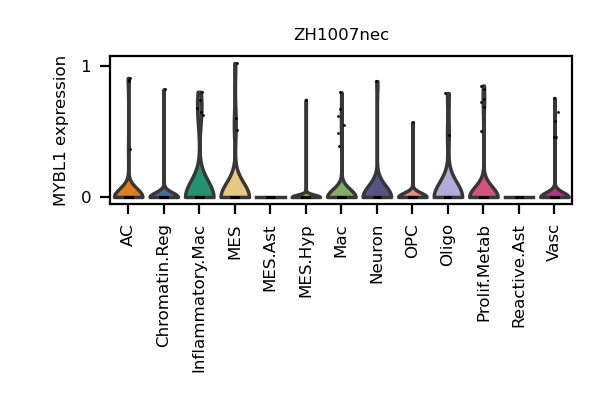 ZH1007nec
MYBL1 expression
1
0
AC
Chromatin.Reg
Inflammatory.Mac
MES
MES.Ast
MES.Hyp
Mac
Neuron
OPC
Oligo
Prolif.Metab
Reactive.Ast
Vasc